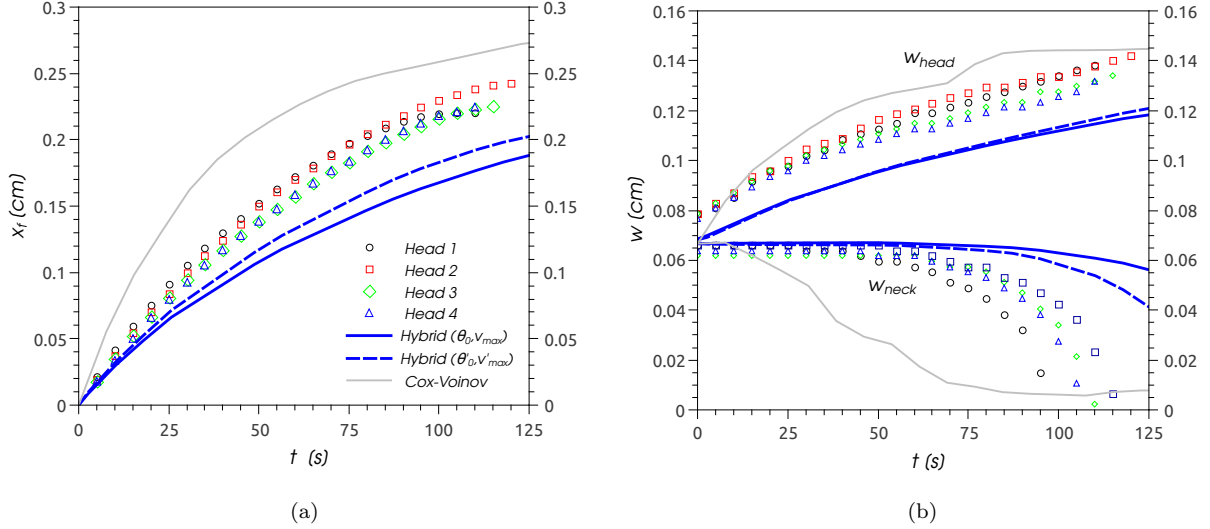 0.3
0.25
0.2
0.15
0.1
0.05
0
x_f (cm)
0.3
0.25
0.20
0.15
0.10
0.05
0
Head 1
Head 2
Head 3
Head 4
Hybrid (θ_0,v_max)
Hybrid (θ'_0,v'_max)
Cox-Voinov
0 25 50 75 100 125
t (s)
(a)
0.16
0.14
0.12
0.1
0.08
0.06
0.04
0.02
0
w (cm)
w_head
w_neck
0.16
0.14
0.12
0.10
0.08
0.06
0.04
0.02
0
0 25 50 75 100 125
t (s)
(b)